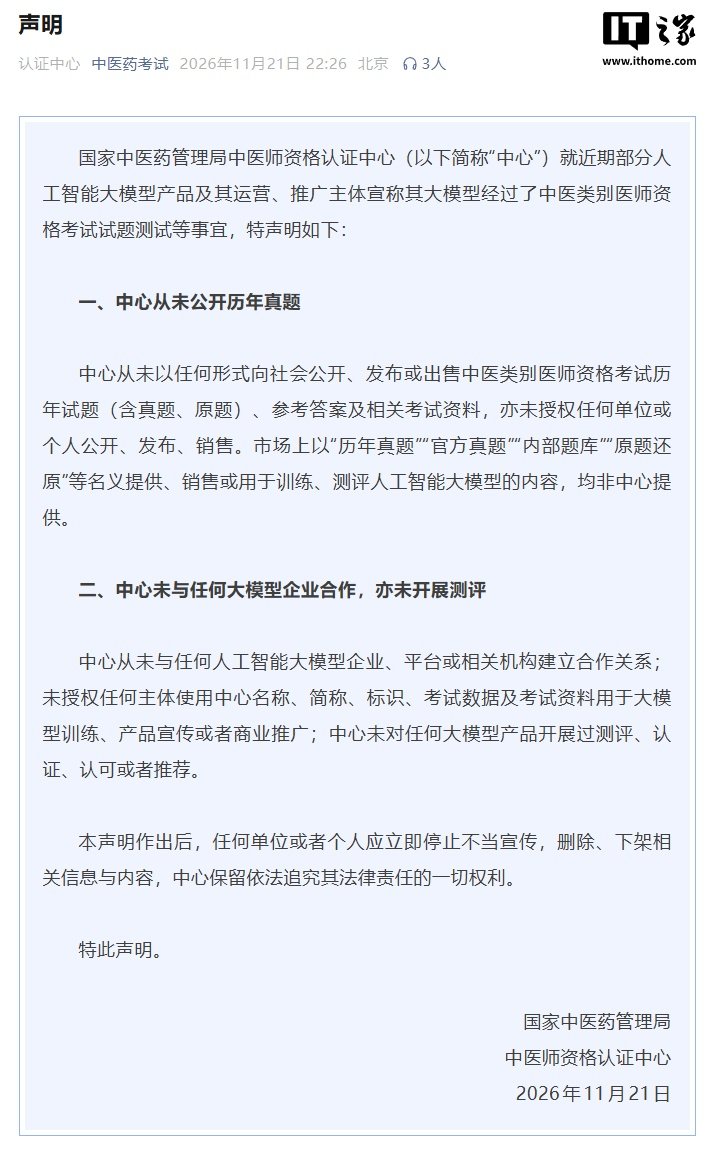 声明
IT之家
认证中心 中医药考试 2026年11月21日 22:26 北京 3人
www.ithome.com
国家中医药管理局中医师资格认证中心（以下简称“中心”）就近期部分人
工智能大模型产品及其运营、推广主体宣称其大模型经过了中医类别医师资
格考试试题测试等事宜，特声明如下：
一、中心从未公开历年真题
中心从未以任何形式向社会公开、发布或出售中医类别医师资格考试历
年试题（含真题、原题）、参考答案及相关考试资料，亦未授权任何单位或
个人公开、发布、销售。市场上以“历年真题”“官方真题”“内部题库”“原题还
原”等名义提供、销售或用于训练、测评人工智能大模型的内容，均非中心提
供。
二、中心未与任何大模型企业合作，亦未开展测评
中心从未与任何人工智能大模型企业、平台或相关机构建立合作关系；
未授权任何主体使用中心名称、简称、标识、考试数据及考试资料用于大模
型训练、产品宣传或者商业推广；中心未对任何大模型产品开展过测评、认
证、认可或者推荐。
本声明作出后，任何单位或者个人应立即停止不当宣传，删除、下架相
关信息与内容，中心保留依法追究其法律责任的一切权利。
特此声明。
国家中医药管理局
中医师资格认证中心
2026年11月21日